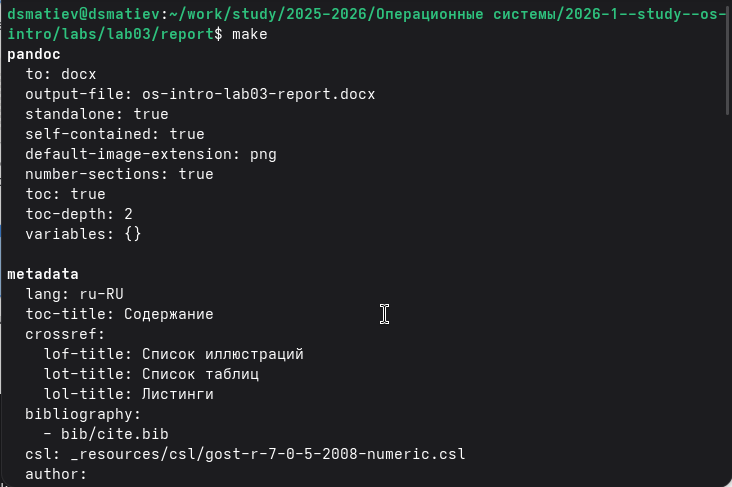 dsmatiev@dsmatiev:~/work/study/2025-2026/Операционные системы/2026-1--study--os-
intro/labs/lab03/report$ make
pandoc
  to: docx
  output-file: os-intro-lab03-report.docx
  standalone: true
  self-contained: true
  default-image-extension: png
  number-sections: true
  toc: true
  toc-depth: 2
  variables: {}

metadata
  lang: ru-RU
  toc-title: Содержание
  crossref:
    lof-title: Список иллюстраций
    lot-title: Список таблиц
    lol-title: Листинги
  bibliography:
    - bib/cite.bib
  csl: _resources/csl/gost-r-7-0-5-2008-numeric.csl
  author: